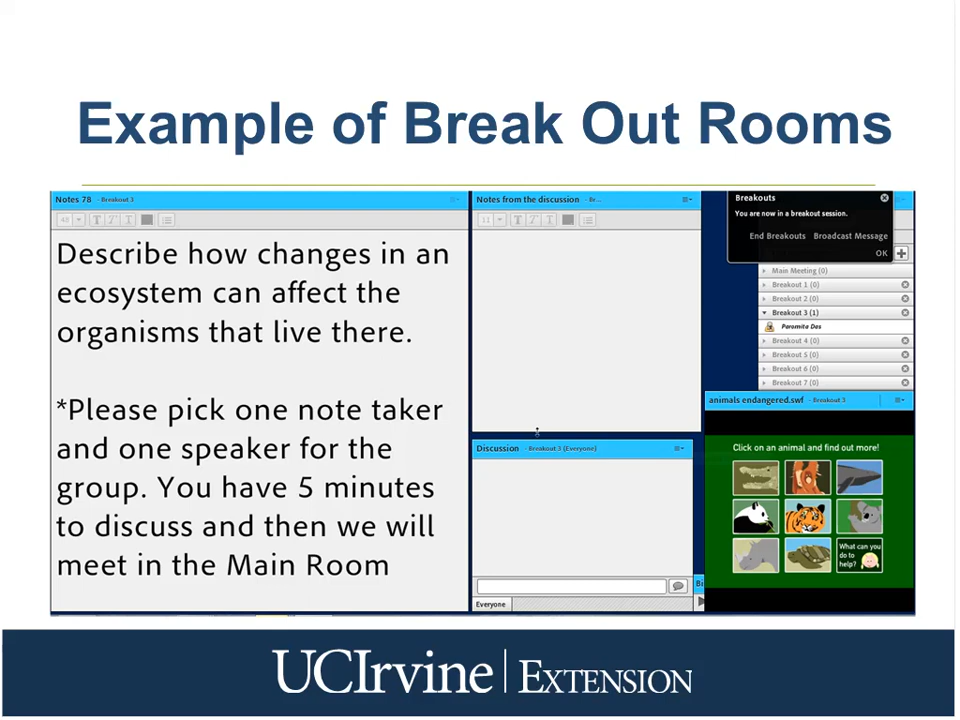 Example of Break Out Rooms
Notes 78 - Breakout 3
48 T T T
Describe how changes in an
ecosystem can affect the
organisms that live there.
*Please pick one note taker
and one speaker for the
group. You have 5 minutes
to discuss and then we will
meet in the Main Room
Notes from the discussion - Br...
11 T T T
Discussion - Breakout 3 (Everyone)
Everyone
Breakouts
You are now in a breakout session.
End Breakouts Broadcast Message
OK
Main Meeting (0)
Breakout 1 (0)
Breakout 2 (0)
Breakout 3 (1)
Paromita Das
Breakout 4 (0)
Breakout 5 (0)
Breakout 6 (0)
Breakout 7 (0)
animals endangered.swf - Breakout 3
Click on an animal and find out more!
What can you
do to
help?
Bi
UCIrvine | EXTENSION